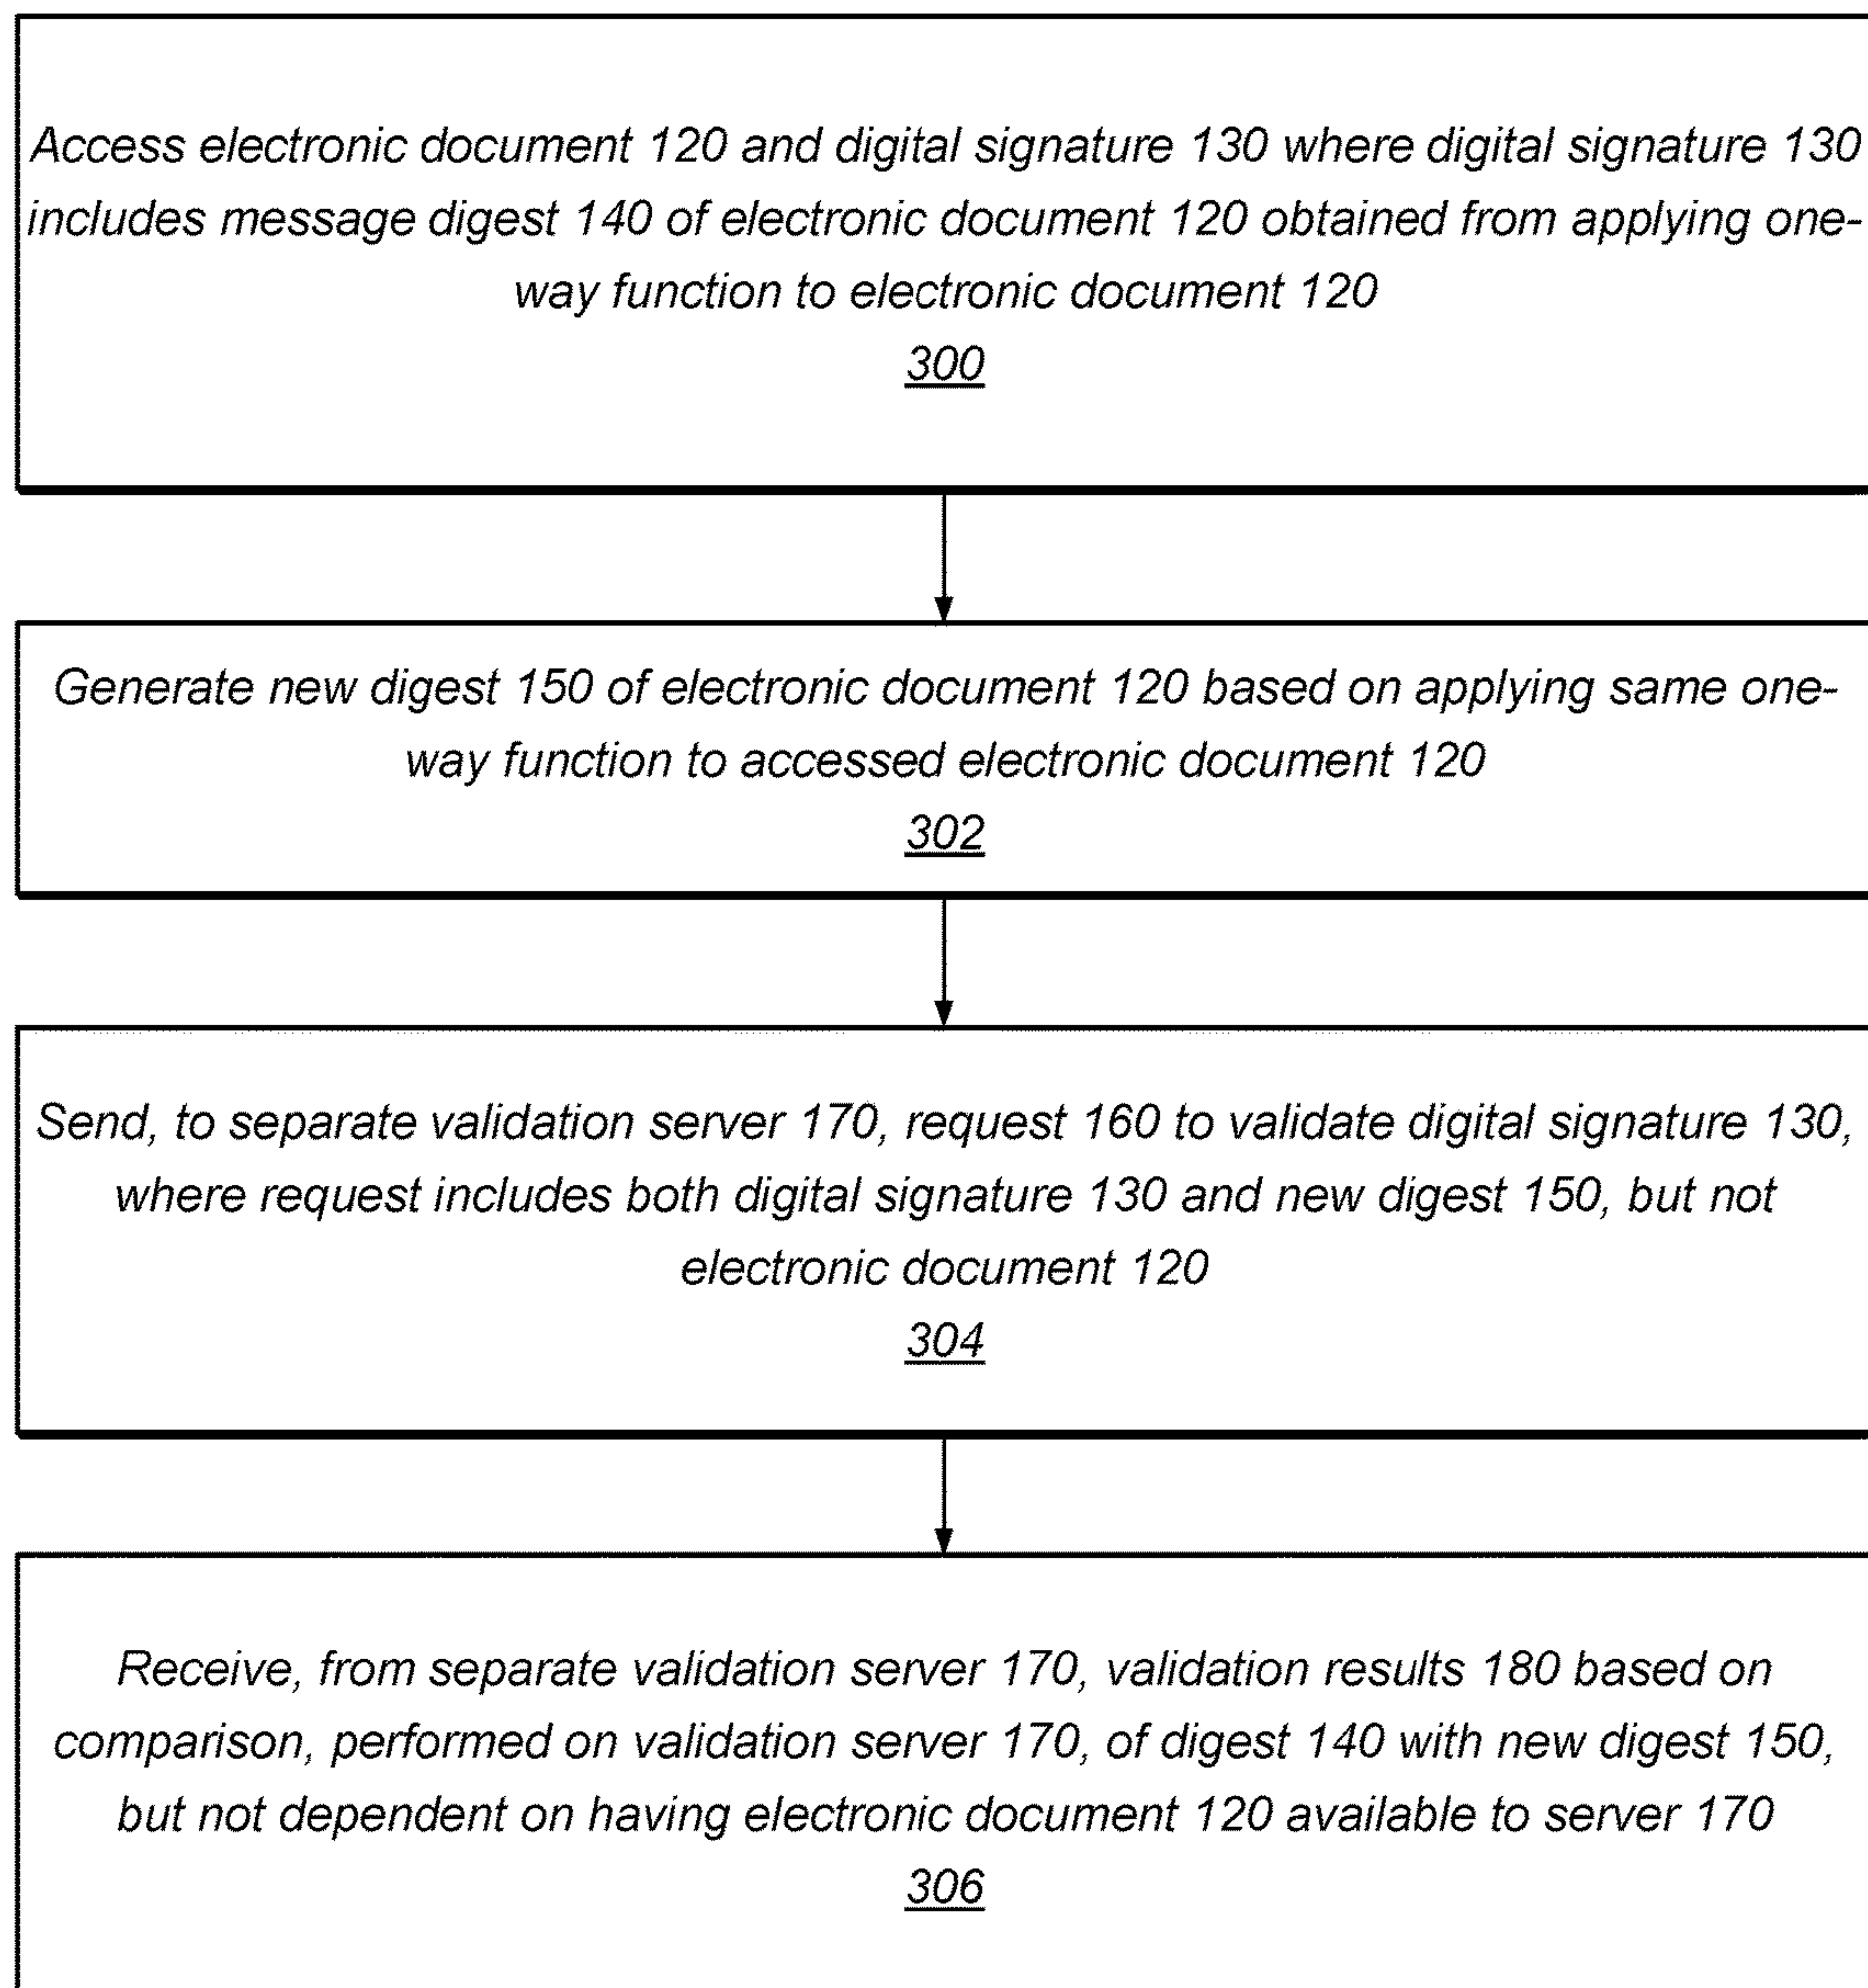 Access electronic document 120 and digital signature 130 where digital signature 130
includes message digest 140 of electronic document 120 obtained from applying one-
way function to electronic document 120
300
Generate new digest 150 of electronic document 120 based on applying same one-
way function to accessed electronic document 120
302
Send, to separate validation server 170, request 160 to validate digital signature 130,
where request includes both digital signature 130 and new digest 150, but not
electronic document 120
304
Receive, from separate validation server 170, validation results 180 based on
comparison, performed on validation server 170, of digest 140 with new digest 150,
but not dependent on having electronic document 120 available to server 170
306